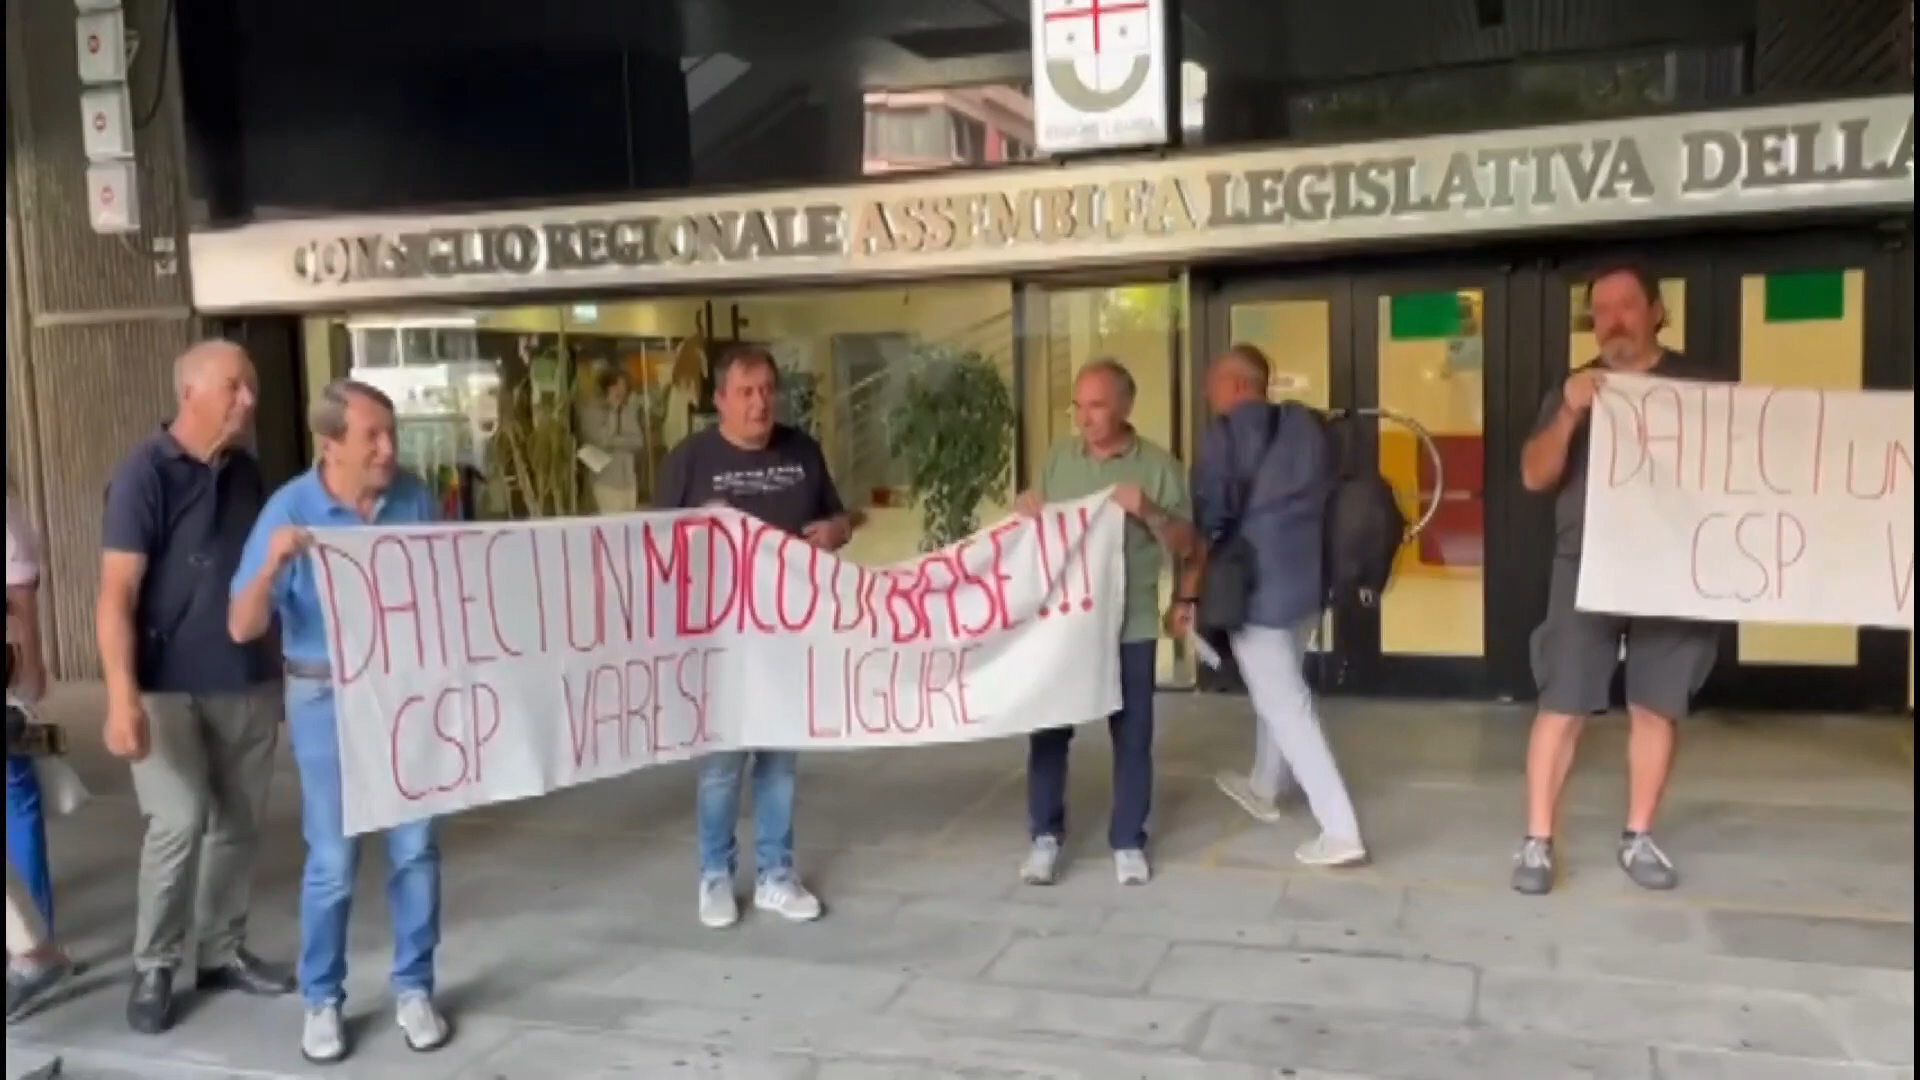 CONSIGLIO REGIONALE ASSEMBLEA LEGISLATIVA DELLA
DATECI UN MEDICO DI BASE!!!
C.S.P VARESE LIGURE
DATECI UN
C.S.P V